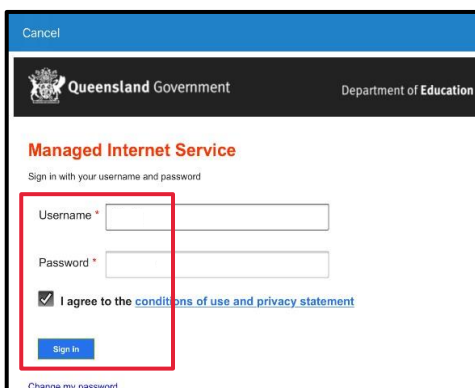 Cancel
Queensland Government
Department of Education
Managed Internet Service
Sign in with your username and password
Username *
Password *
I agree to the conditions of use and privacy statement
Sign in
Change my password